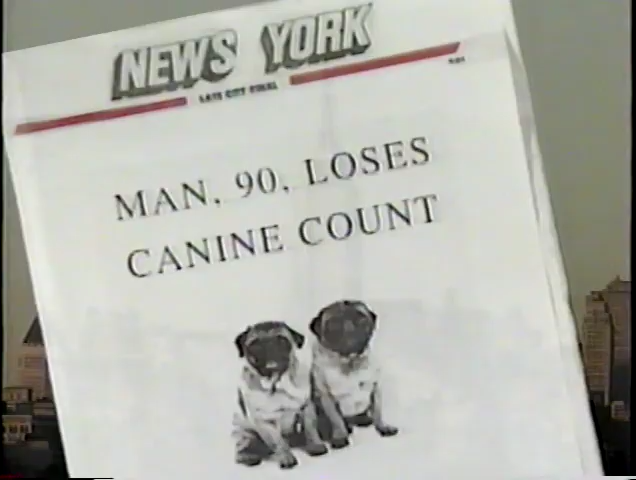 NEWS YORK
LATE CITY FINAL
MAN, 90, LOSES
CANINE COUNT